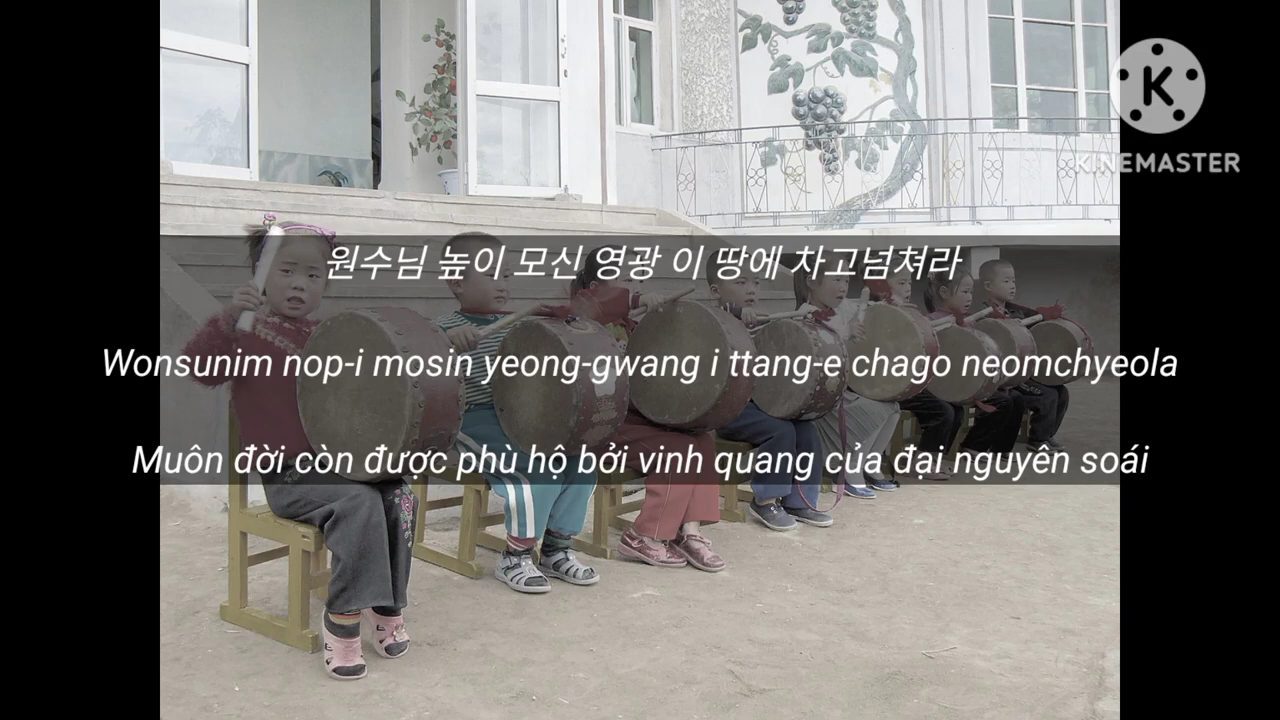 K
KINEMASTER
원수님 높이 모신 영광 이 땅에 차고넘쳐라
Wonsunim nop-i mosin yeong-gwang i ttang-e chago neomchyeola
Muôn đời còn được phù hộ bởi vinh quang của đại nguyên soái